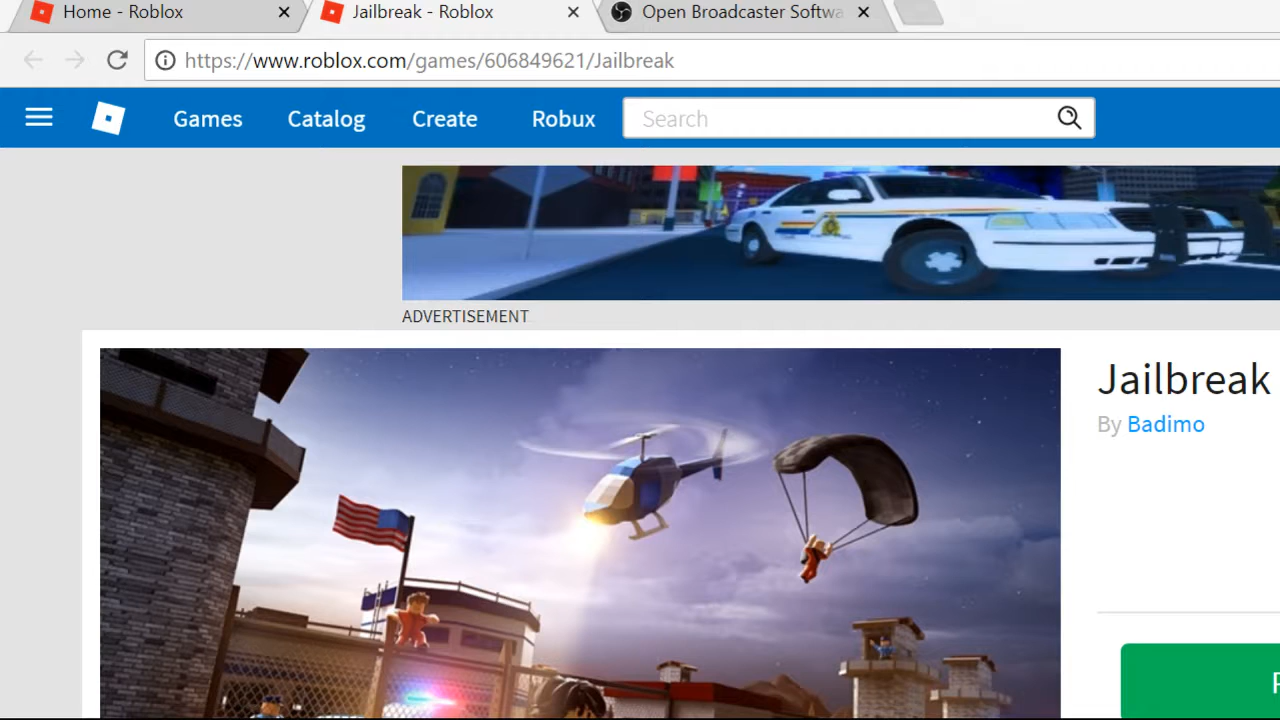 Home - Roblox
Jailbreak - Roblox
Open Broadcaster Softwa
https://www.roblox.com/games/606849621/Jailbreak
Games Catalog Create Robux Search
ADVERTISEMENT
Jailbreak
By Badimo